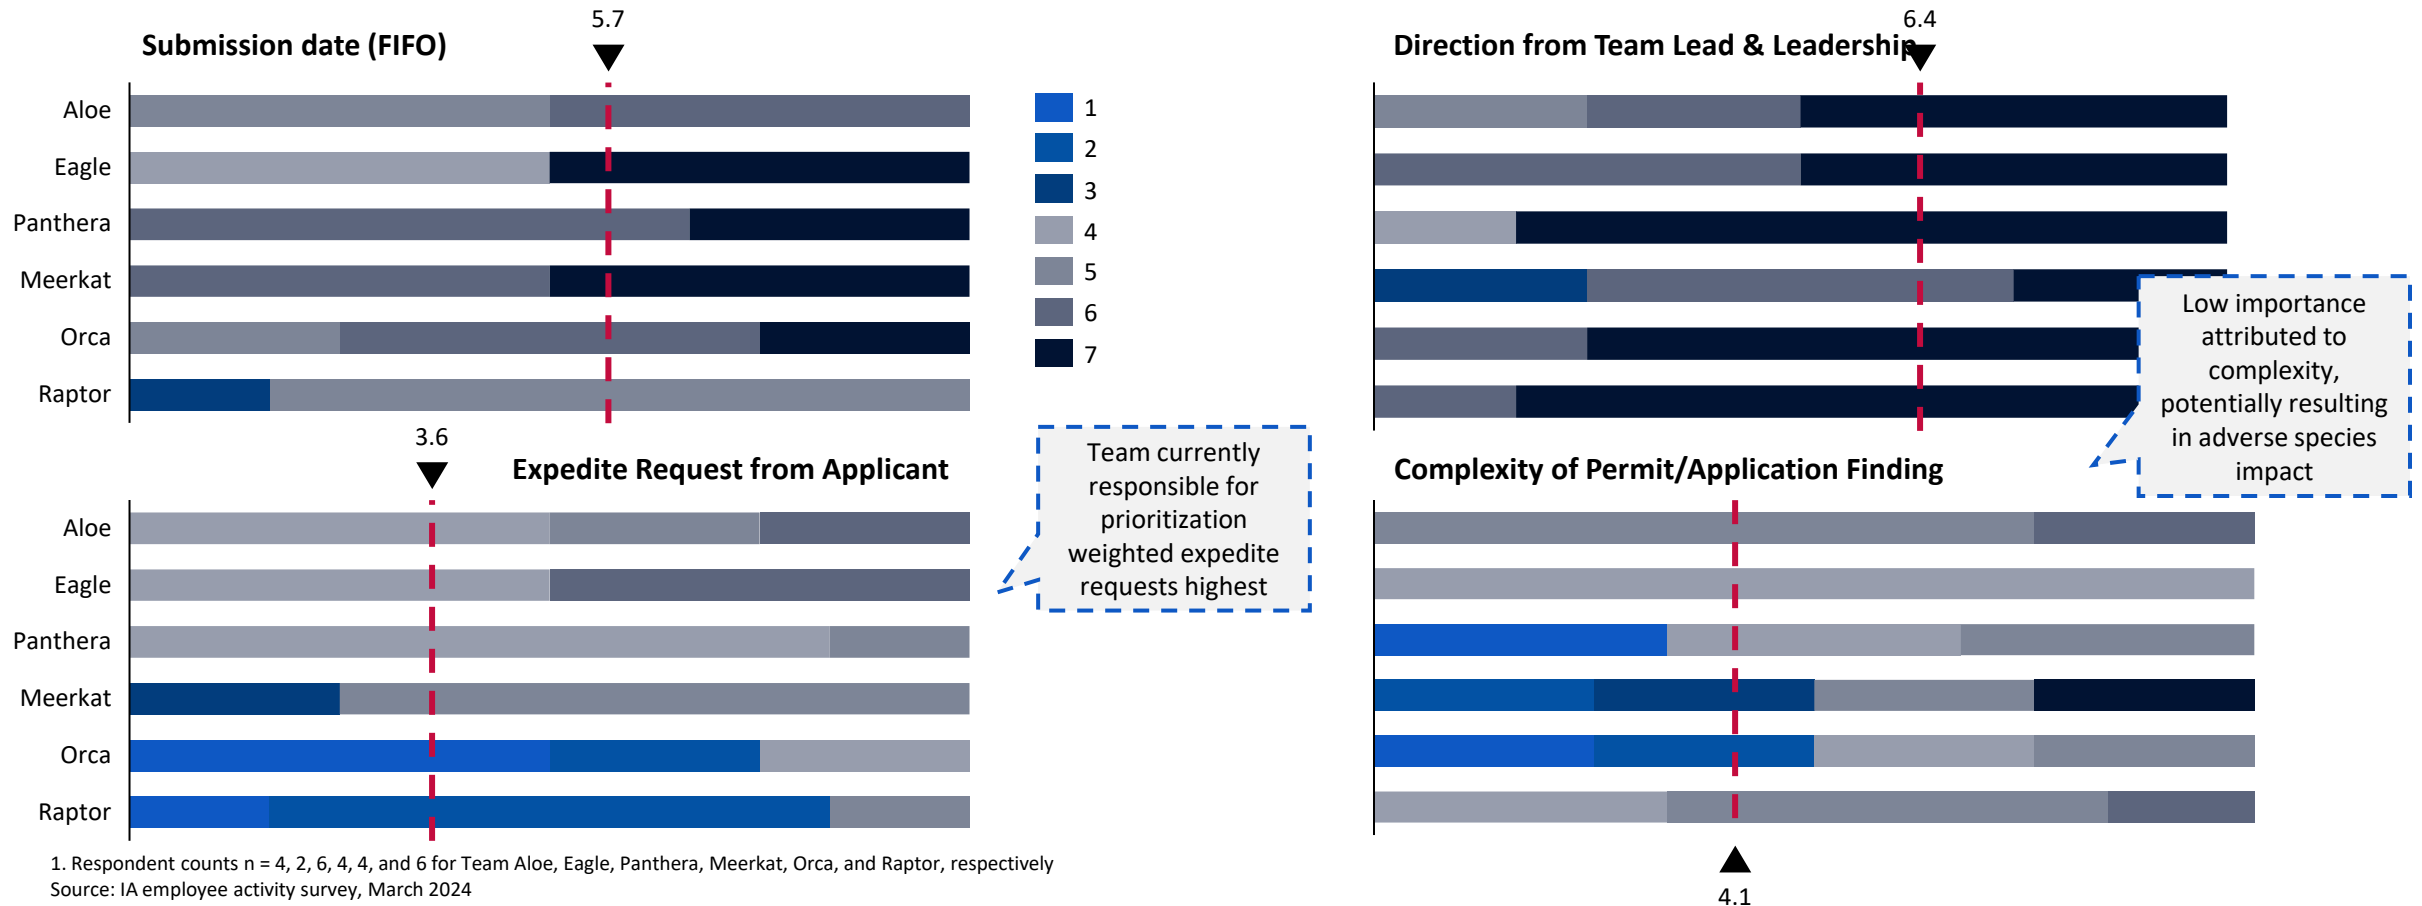 5.7
Submission date (FIFO)
Aloe
Eagle
Panthera
Meerkat
Orca
Raptor
1
2
3
4
5
6
7
6.4
Direction from Team Lead & Leadership
Low importance
attributed to
complexity,
potentially resulting
in adverse species
impact
3.6
Expedite Request from Applicant
Aloe
Eagle
Panthera
Meerkat
Orca
Raptor
Team currently
responsible for
prioritization
weighted expedite
requests highest
Complexity of Permit/Application Finding
4.1
1. Respondent counts n = 4, 2, 6, 4, 4, and 6 for Team Aloe, Eagle, Panthera, Meerkat, Orca, and Raptor, respectively
Source: IA employee activity survey, March 2024